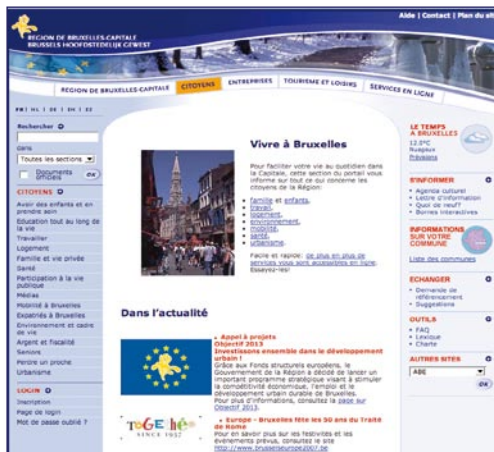 Aide | Contact | Plan du sit
REGION DE BRUXELLES-CAPITALE
BRUSSELS HOOFDSTEDELIJK GEWEST
REGION DE BRUXELLES-CAPITALE
CITOYENS
ENTREPRISES
TOURISME ET LOISIRS
SERVICES EN LIGNE
FR | NL | DE | EN | ES
Rechercher
dans
Toutes les sections
Documents
officiels
OK
CITOYENS
Avoir des enfants et en
prendre soin
Education tout au long de
la vie
Travailler
Logement
Famille et vie privée
Santé
Participation à la vie
publique
Médias
Mobilité à Bruxelles
Expatriés à Bruxelles
Environnement et cadre
de vie
Argent et fiscalité
Seniors
Perdre un proche
Urbanisme
LOGIN
Inscription
Page de login
Mot de passe oublié ?
Vivre à Bruxelles
Pour faciliter votre vie au quotidien dans
la Capitale, cette section du portail vous
informe sur tout ce qui concerne les
citoyens de la Région:
famille et enfants,
travail,
logement,
environnement,
mobilité,
santé,
urbanisme.
Facile et rapide: de plus en plus de
services vous sont accessibles en ligne:
Essayez-les!
Dans l'actualité
Appel à projets
Objectif 2013
Investissons ensemble dans le développement
urbain !
Grâce aux Fonds structurels européens, le
Gouvernement de la Région a décidé de lancer un
important programme stratégique visant à stimuler
la compétitivité économique, l'emploi et le
développement urbain durable de Bruxelles.
Pour plus d'informations, consultez la page sur
Objectif 2013.
SINCE 1957
Europe - Bruxelles fête les 50 ans du Traité
de Rome
Pour en savoir plus sur les festivités et les
évènements prévus, consultez le site
http://www.brusselseurope2007.be
LE TEMPS
A BRUXELLES
12.0°C
Nuageux
Prévisions
S'INFORMER
Agenda culturel
Lettre d'information
Quoi de neuf?
Bornes interactives
INFORMATIONS
SUR VOTRE
COMMUNE
Liste des communes
ECHANGER
Demande de
référencement
Suggestions
OUTILS
FAQ
Lexique
Charte
AUTRES SITES
ABE
OK